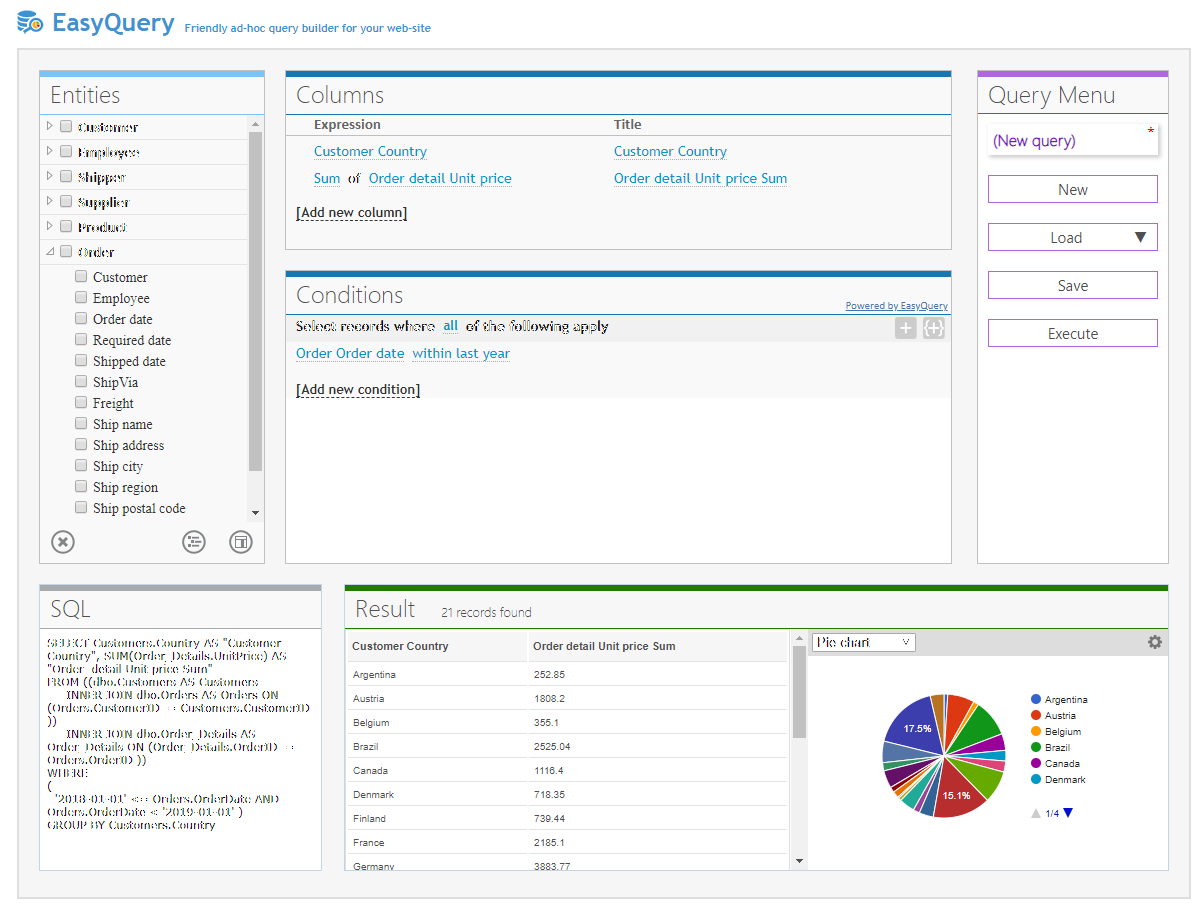 EasyQuery Friendly ad-hoc query builder for your web-site
Entities
Customer
Employee
Shipper
Supplier
Product
Order
Customer
Employee
Order date
Required date
Shipped date
ShipVia
Freight
Ship name
Ship address
Ship city
Ship region
Ship postal code
Columns
Expression Title
Customer Country Customer Country
Sum of Order detail Unit price Order detail Unit price Sum
[Add new column]
Conditions
Powered by EasyQuery
Select records where all of the following apply
Order Order date within last year
[Add new condition]
Query Menu
(New query) *
New
Load
Save
Execute
SQL
SELECT Customers.Country AS "Customer
Country", SUM(Order_Details.UnitPrice) AS
"Order detail Unit price Sum"
FROM ((dbo.Customers AS Customers
INNER JOIN dbo.Orders AS Orders ON
(Orders.CustomerID = Customers.CustomerID
))
INNER JOIN dbo.Order_Details AS
Order_Details ON (Order_Details.OrderID =
Orders.OrderID ))
WHERE
(
'2018-01-01' <= Orders.OrderDate AND
Orders.OrderDate < '2019-01-01' )
GROUP BY Customers.Country
Result 21 records found
Customer Country Order detail Unit price Sum
Argentina 252.85
Austria 1808.2
Belgium 355.1
Brazil 2525.04
Canada 1116.4
Denmark 718.35
Finland 739.44
France 2185.1
Germany 3883.77
Pie chart
17.5%
15.1%
Argentina
Austria
Belgium
Brazil
Canada
Denmark
1/4